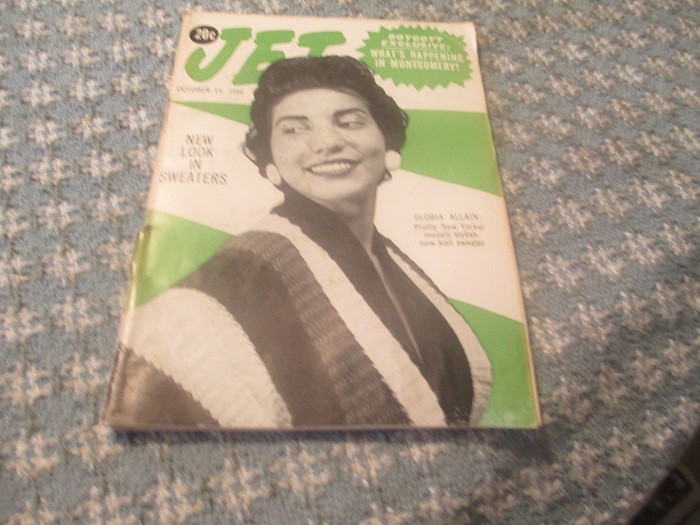 20¢
JET
BOYCOTT
EXCLUSIVE:
WHAT'S HAPPENING
IN MONTGOMERY?
OCTOBER 11, 1956
NEW
LOOK
IN
SWEATERS
GLORIA ALLAIN:
Pretty New Yorker
models stylish
new knit sweater